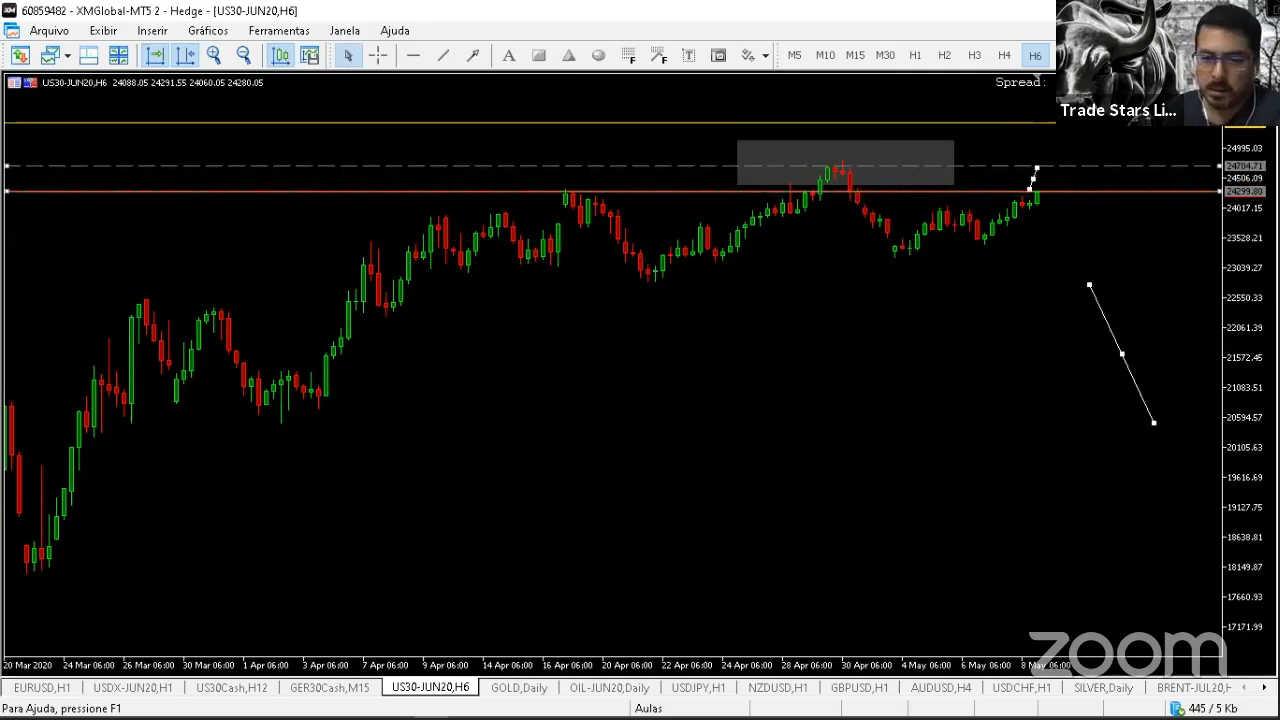 60859482 - XMGlobal-MT5 2 - Hedge - [US30-JUN20,H6]
Arquivo Exibir Inserir Gráficos Ferramentas Janela Ajuda
M5 M10 M15 M30 H1 H2 H3 H4 H6
US30-JUN20,H6 24088.05 24291.55 24060.05 24280.05
Spread:
Trade Stars Li...
24995.03
24704.71
24506.09
24299.80
24017.15
23528.21
23039.27
22550.33
22061.39
21572.45
21083.51
20594.57
20105.63
19616.69
19127.75
18638.81
18149.87
17660.93
17171.99
zoom
20 Mar 2020 24 Mar 06:00 26 Mar 06:00 30 Mar 06:00 1 Apr 06:00 3 Apr 06:00 7 Apr 06:00 9 Apr 06:00 14 Apr 06:00 16 Apr 06:00 20 Apr 06:00 22 Apr 06:00 24 Apr 06:00 28 Apr 06:00 30 Apr 06:00 4 May 06:00 6 May 06:00 8 May 06:00
EURUSD,H1 USDX-JUN20,H1 US30Cash,H12 GER30Cash,M15 US30-JUN20,H6 GOLD,Daily OIL-JUN20,Daily USDJPY,H1 NZDUSD,H1 GBPUSD,H1 AUDUSD,H4 USDCHF,H1 SILVER,Daily BRENT-JUL20,H
Para Ajuda, pressione F1 Aulas 445 / 5 Kb